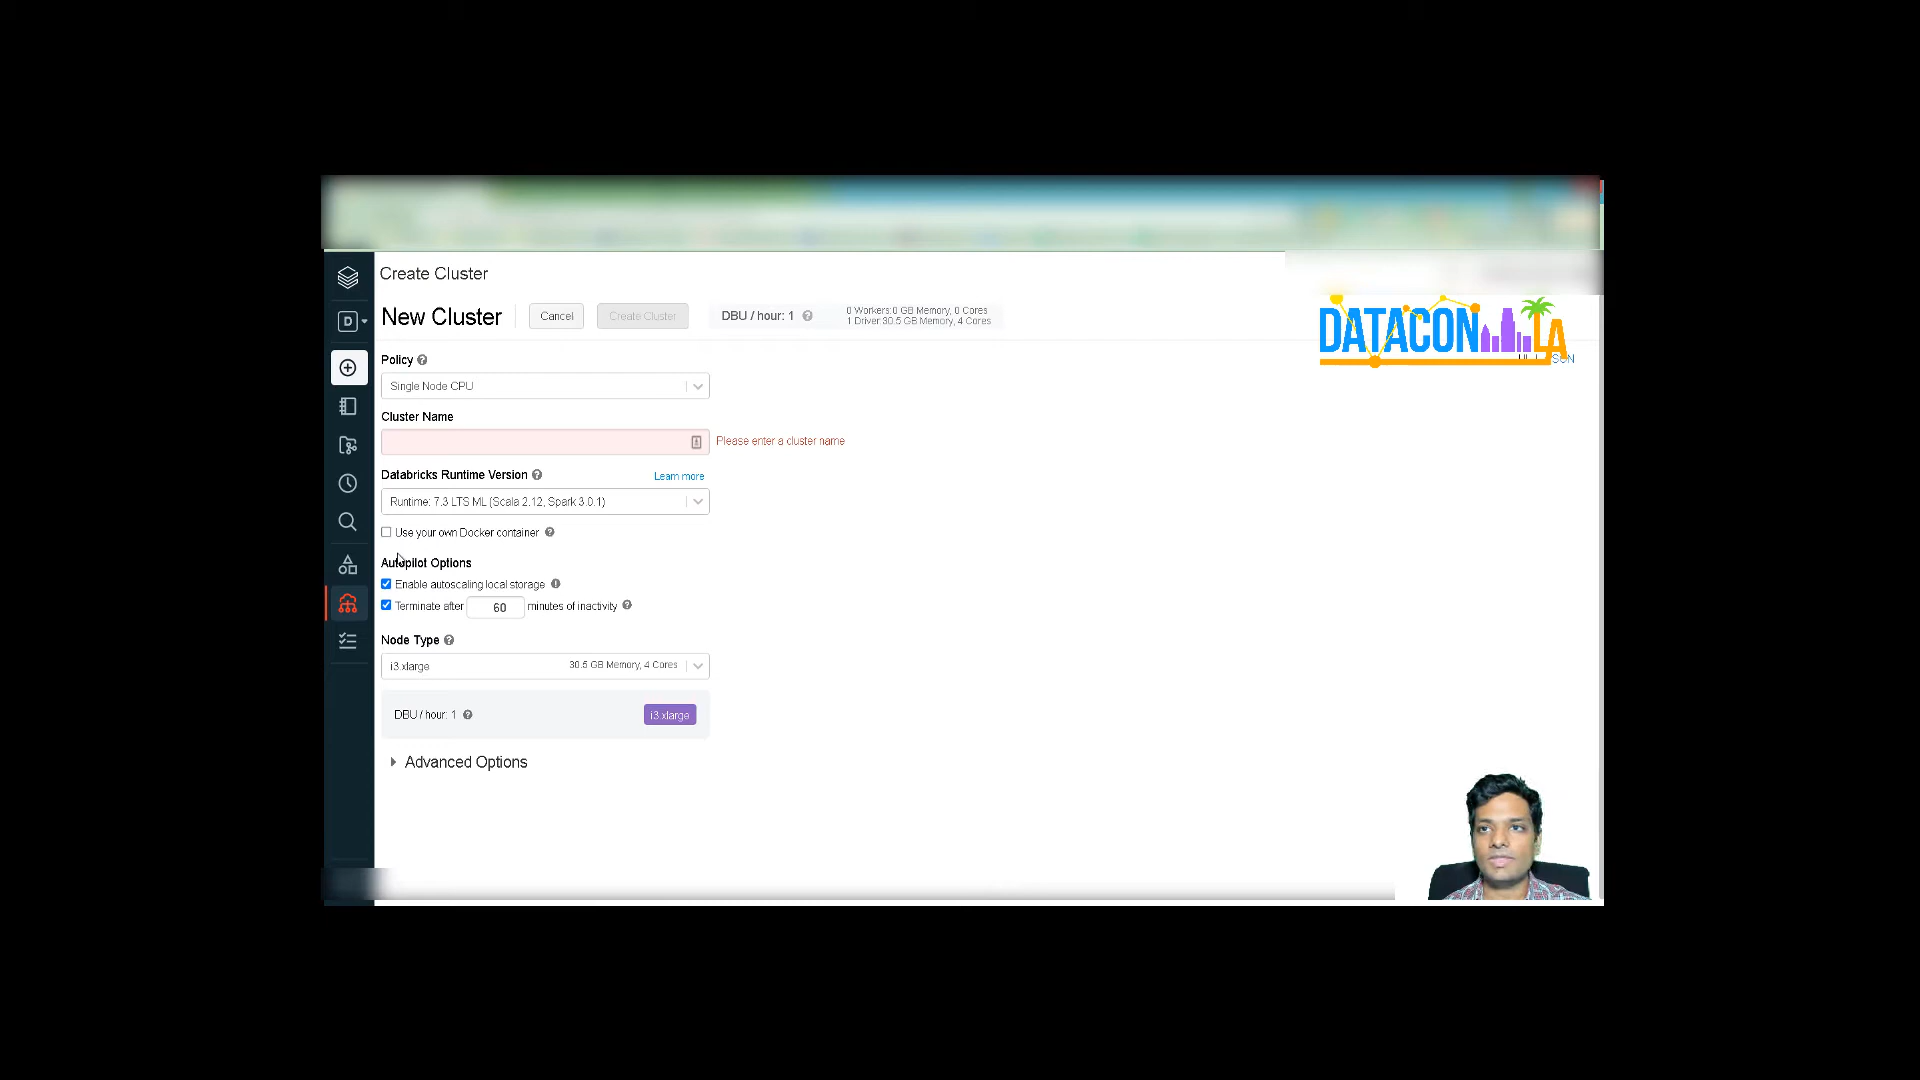 Create Cluster
New Cluster
Cancel
Create Cluster
DBU / hour: 1
0 Workers:0 GB Memory, 0 Cores
1 Driver:30.5 GB Memory, 4 Cores
DATACON LA
D
Policy
Single Node CPU
Cluster Name
Please enter a cluster name
Databricks Runtime Version
Learn more
Runtime: 7.3 LTS ML (Scala 2.12, Spark 3.0.1)
Use your own Docker container
Autopilot Options
Enable autoscaling local storage
Terminate after 60 minutes of inactivity
Node Type
i3.xlarge 30.5 GB Memory, 4 Cores
DBU / hour: 1 i3.xlarge
Advanced Options